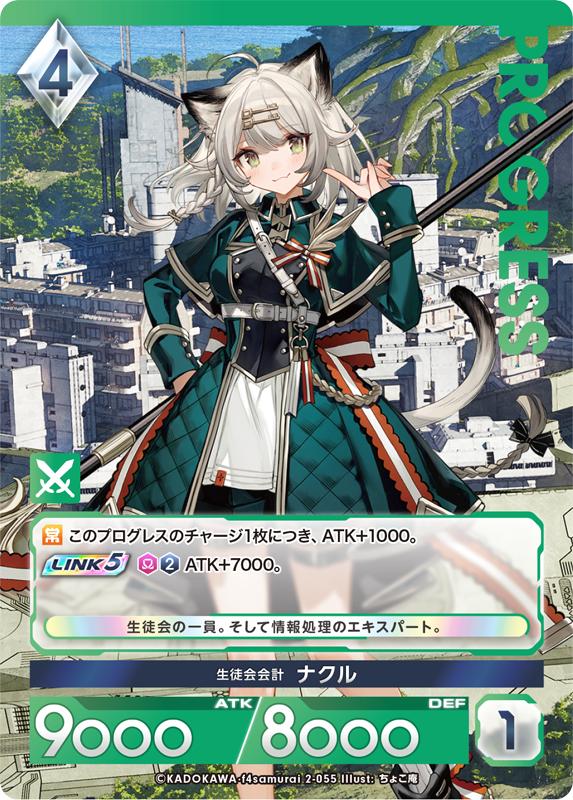 4
PROGRESS
常 このプログレスのチャージ1枚につき、ATK+1000。
LINK 5 Ω 2 ATK+7000。
生徒会の一員。そして情報処理のエキスパート。
生徒会会計 ナクル
ATK
9000
DEF
8000
1
©KADOKAWA-f4samurai 2-055 Illust: ちょこ庵